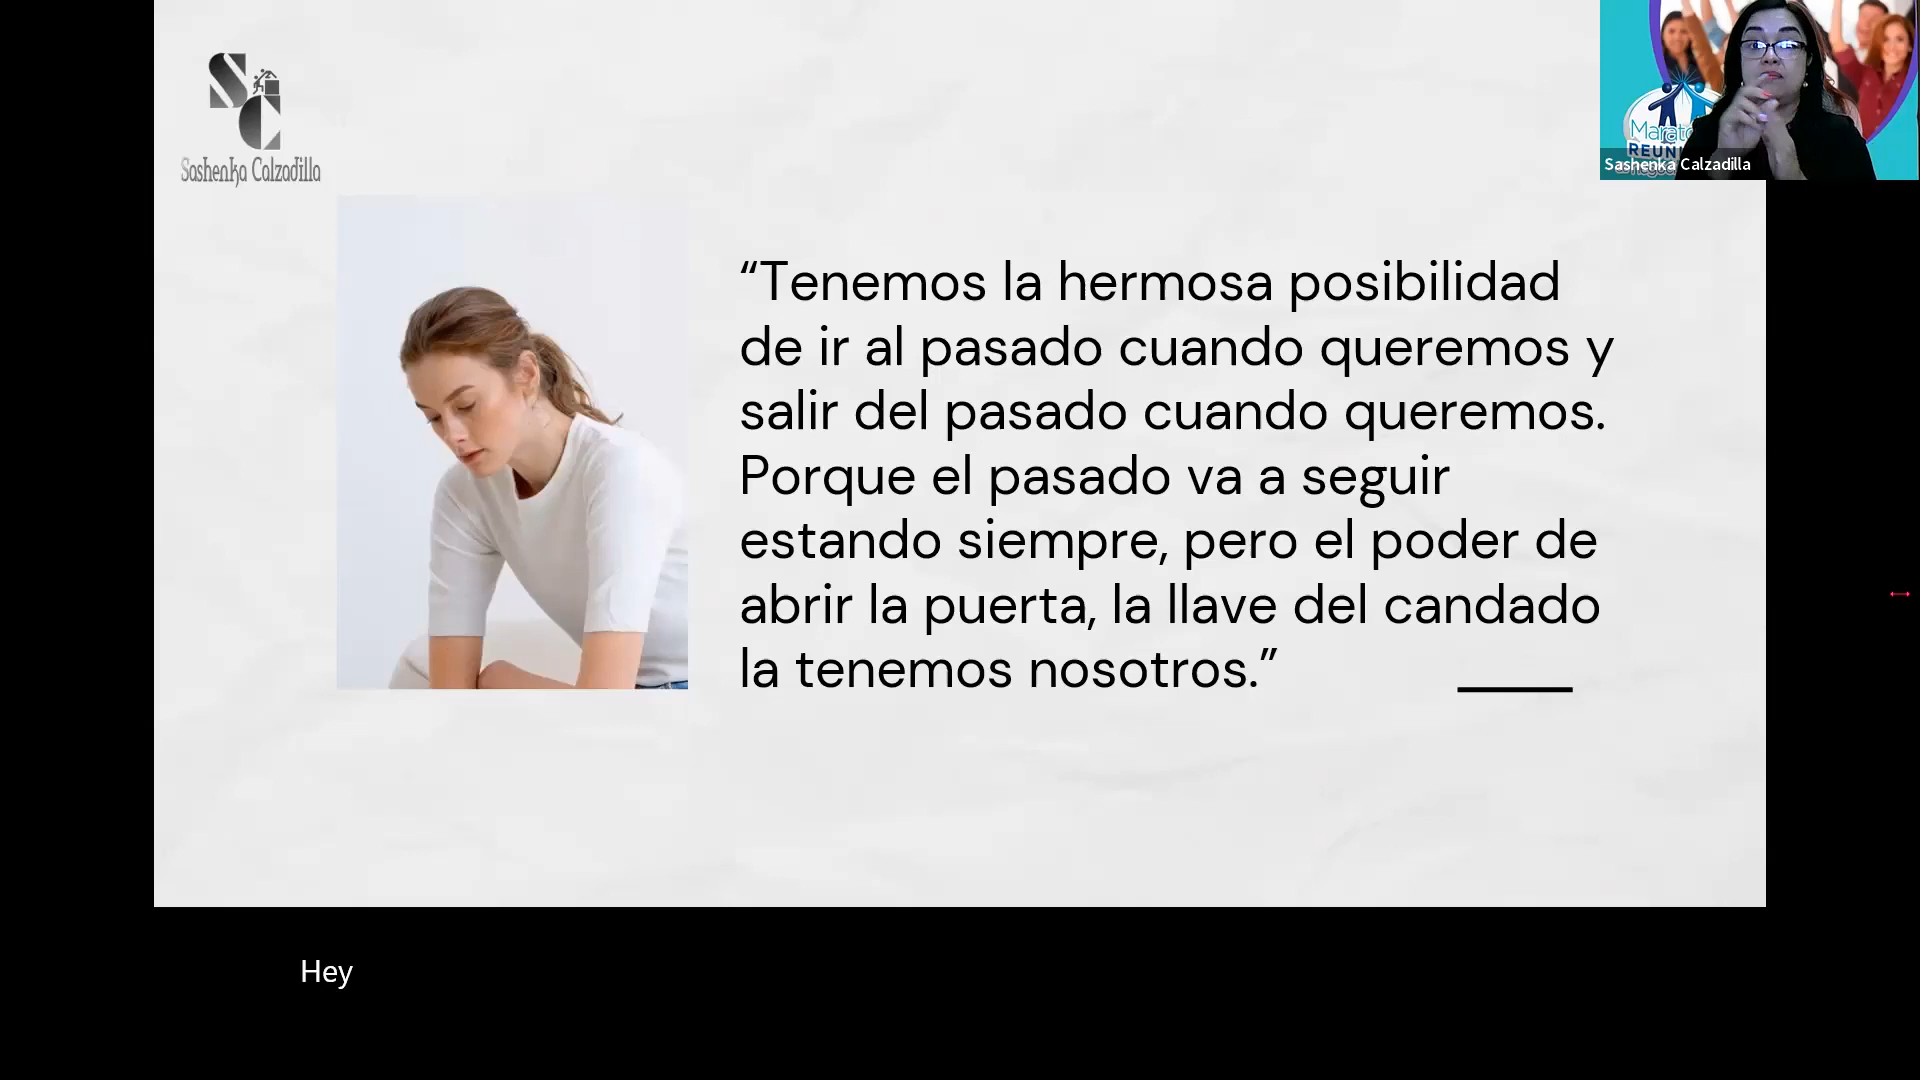 SC
Sashenka Calzadilla
“Tenemos la hermosa posibilidad
de ir al pasado cuando queremos y
salir del pasado cuando queremos.
Porque el pasado va a seguir
estando siempre, pero el poder de
abrir la puerta, la llave del candado
la tenemos nosotros.”
Sashenka Calzadilla
Hey